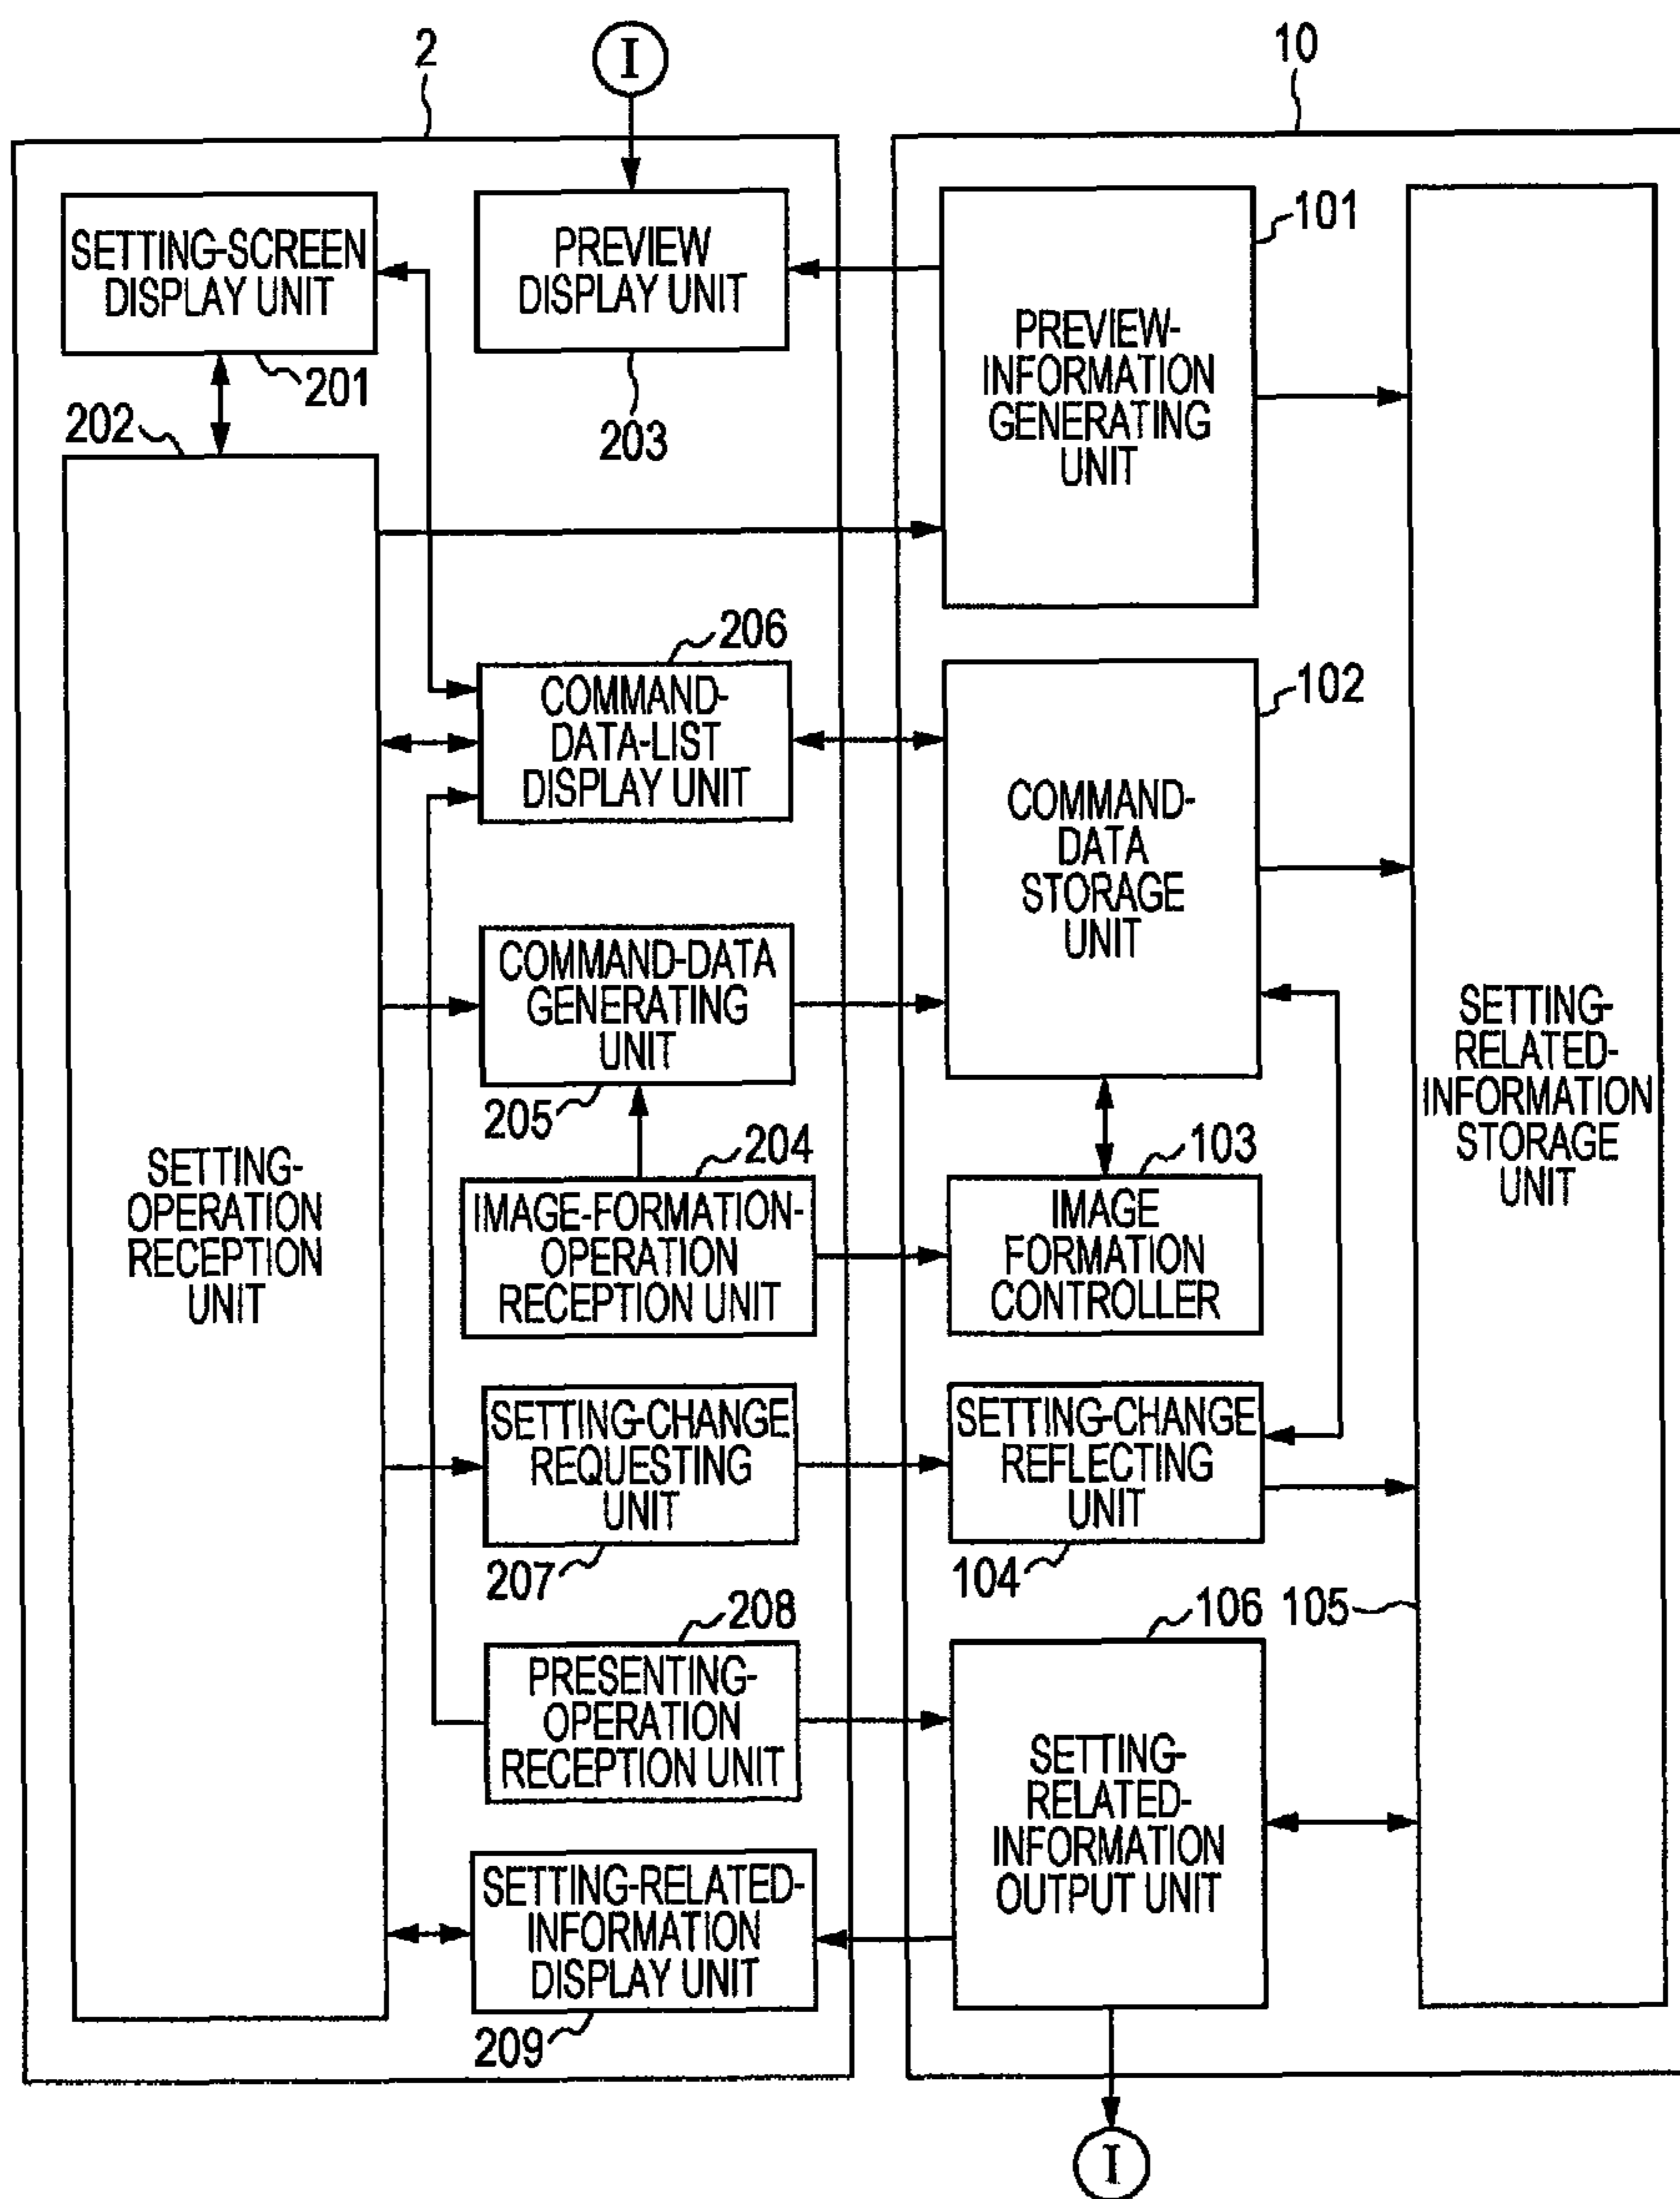 2
I
10
SETTING-SCREEN
DISPLAY UNIT
201
PREVIEW
DISPLAY UNIT
203
PREVIEW-
INFORMATION
GENERATING
UNIT
101
202
SETTING-
OPERATION
RECEPTION
UNIT
206
COMMAND-
DATA-LIST
DISPLAY UNIT
102
COMMAND-
DATA
STORAGE
UNIT
COMMAND-DATA
GENERATING
UNIT
205
SETTING-
RELATED-
INFORMATION
STORAGE
UNIT
204
IMAGE-FORMATION-
OPERATION
RECEPTION UNIT
103
IMAGE
FORMATION
CONTROLLER
SETTING-CHANGE
REQUESTING
UNIT
207
SETTING-CHANGE
REFLECTING
UNIT
104
208
PRESENTING-
OPERATION
RECEPTION UNIT
106
105
SETTING-
RELATED-
INFORMATION
OUTPUT UNIT
SETTING-RELATED-
INFORMATION
DISPLAY UNIT
209
I